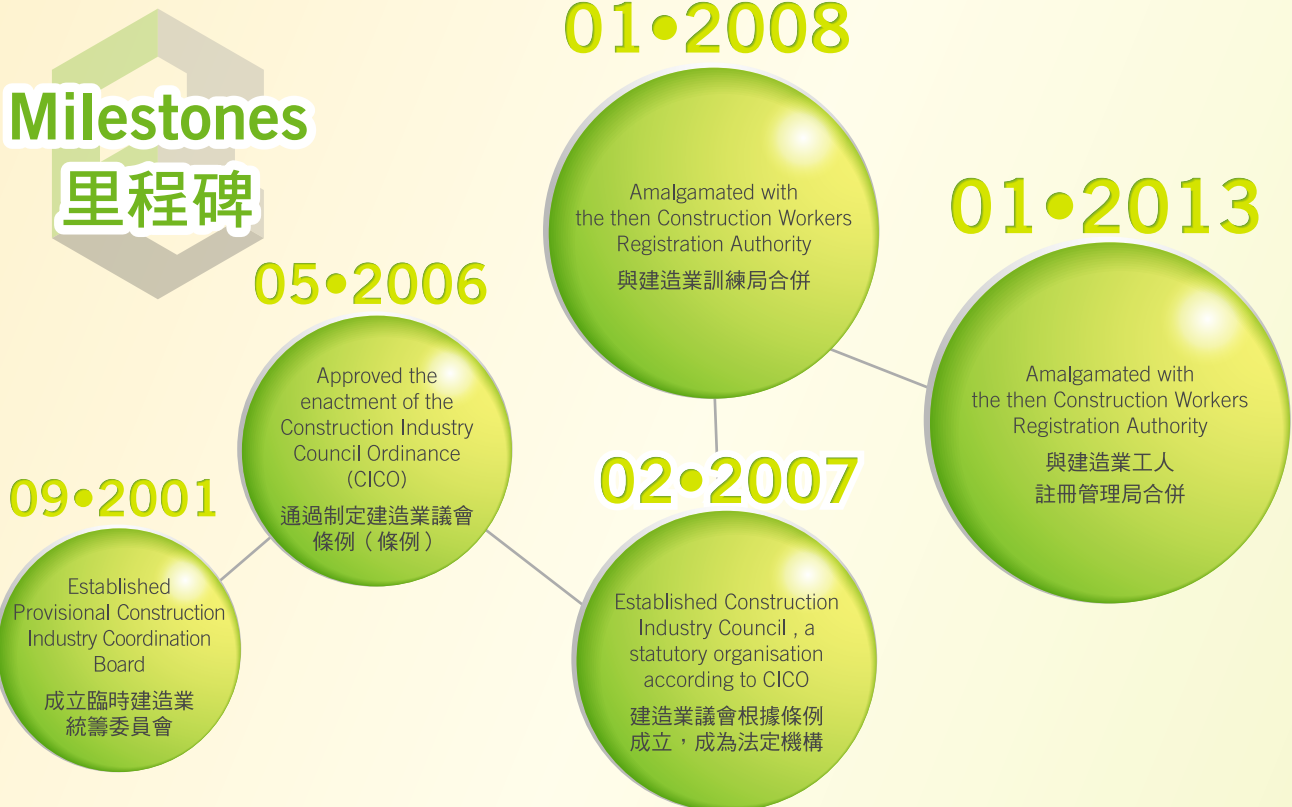 Milestones
里程碑
09•2001
Established
Provisional Construction
Industry Coordination
Board
成立臨時建造業
統籌委員會
05•2006
Approved the
enactment of the
Construction Industry
Council Ordinance
(CICO)
通過制定建造業議會
條例（條例）
02•2007
Established Construction
Industry Council , a
statutory organisation
according to CICO
建造業議會根據條例
成立，成為法定機構
01•2008
Amalgamated with
the then Construction Workers
Registration Authority
與建造業訓練局合併
01•2013
Amalgamated with
the then Construction Workers
Registration Authority
與建造業工人
註冊管理局合併